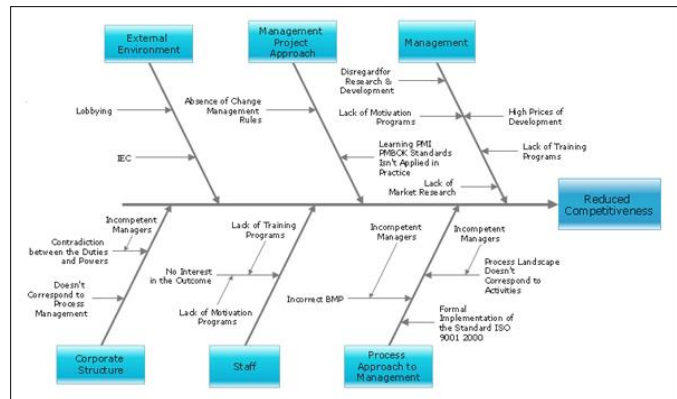 External
Environment
Management
Project
Approach
Management
Disregardfor
Research &
Development
Lobbying
Absence of Change
Management
Rules
Lack of Motivation
Programs
High Prices of
Development
IEC
Learning PMI
PMBOK Standards
Isn't Applied in
Practice
Lack of Training
Programs
Lack of
Market Research
Reduced
Competitiveness
Incompetent
Managers
Contradiction
between the Duties
and Powers
Doesn't
Correspond to
Process
Management
Lack of Training
Programs
No Interest
in the Outcome
Lack of Motivation
Programs
Incompetent
Managers
Incompetent
Managers
Process Landscape
Doesn't
Correspond to
Activities
Incorrect BMP
Formal
Implementation of
the Standard ISO
9001 2000
Corporate
Structure
Staff
Process
Approach to
Management